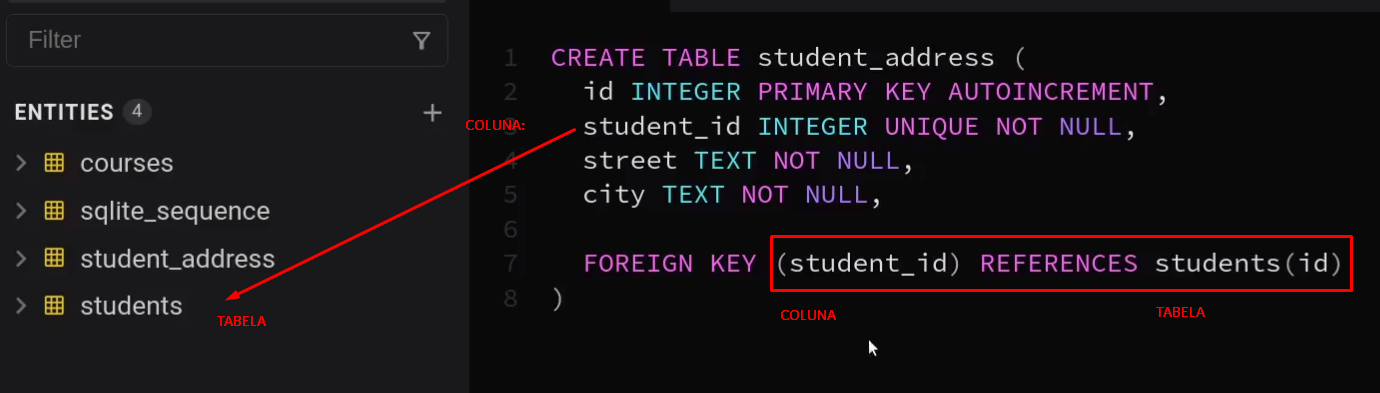 Filter
ENTITIES 4 +
courses
sqlite_sequence
student_address
students
TABELA
COLUNA:
1 CREATE TABLE student_address (
2 id INTEGER PRIMARY KEY AUTOINCREMENT,
3 student_id INTEGER UNIQUE NOT NULL,
4 street TEXT NOT NULL,
5 city TEXT NOT NULL,
6
7 FOREIGN KEY (student_id) REFERENCES students(id)
8 )
COLUNA
TABELA